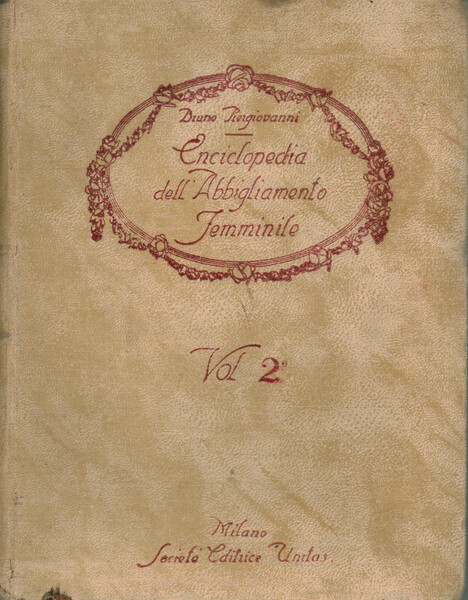 Bruno Piergiovanni
Enciclopedia
dell'Abbigliamento
Femminile
Vol 2°
Milano
Società Editrice Unitas.